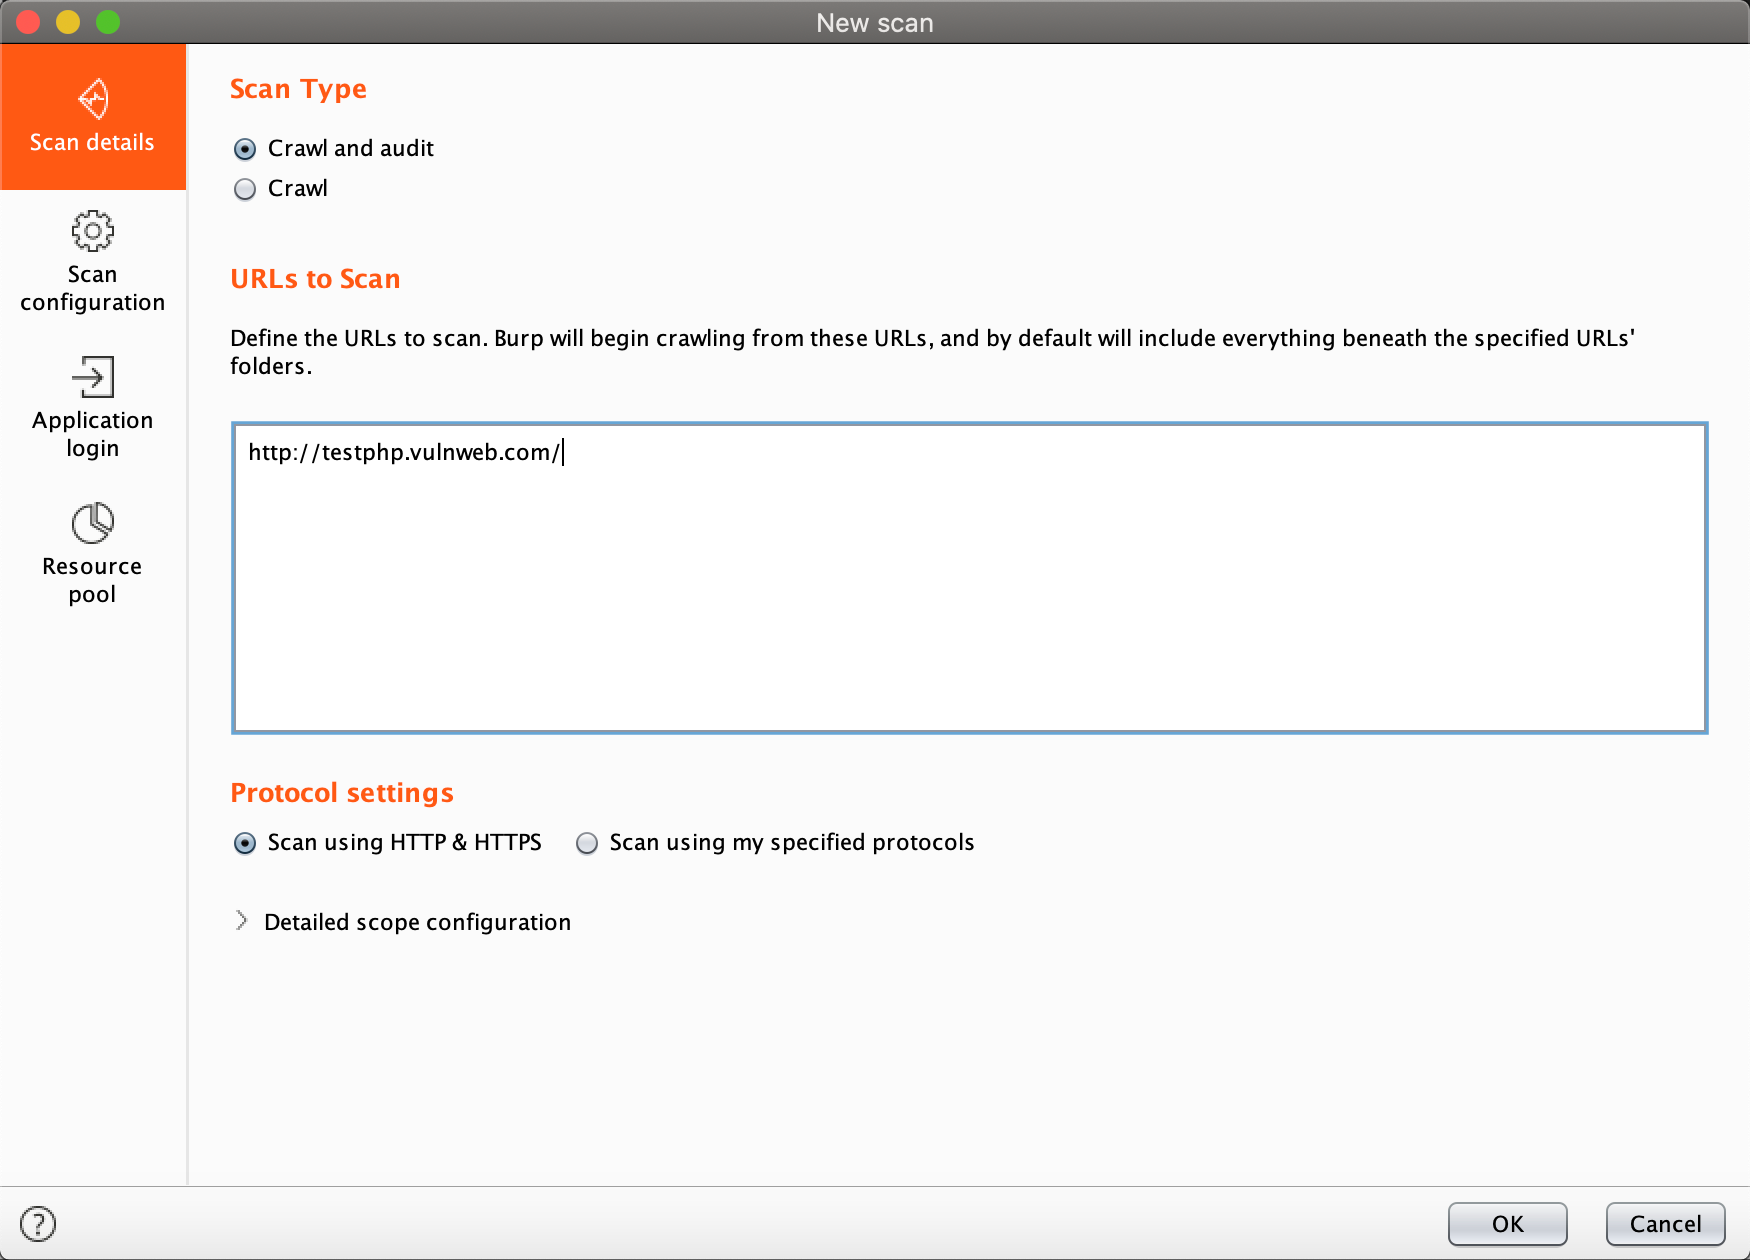 New scan
Scan details
Scan
configuration
Application
login
Resource
pool
Scan Type
Crawl and audit
Crawl
URLs to Scan
Define the URLs to scan. Burp will begin crawling from these URLs, and by default will include everything beneath the specified URLs'
folders.
http://testphp.vulnweb.com/
Protocol settings
Scan using HTTP & HTTPS Scan using my specified protocols
Detailed scope configuration
?
OK Cancel